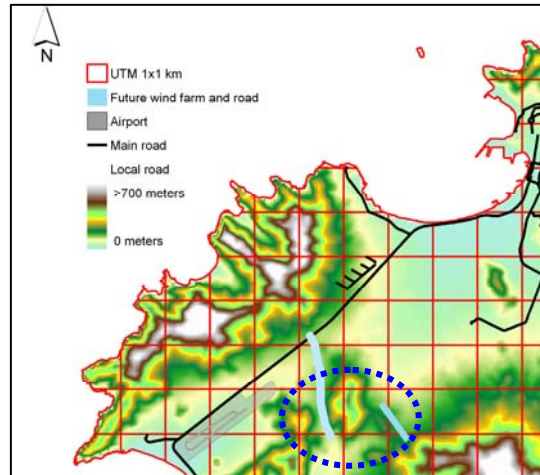 N
UTM 1x1 km
Future wind farm and road
Airport
Main road
Local road
>700 meters
0 meters